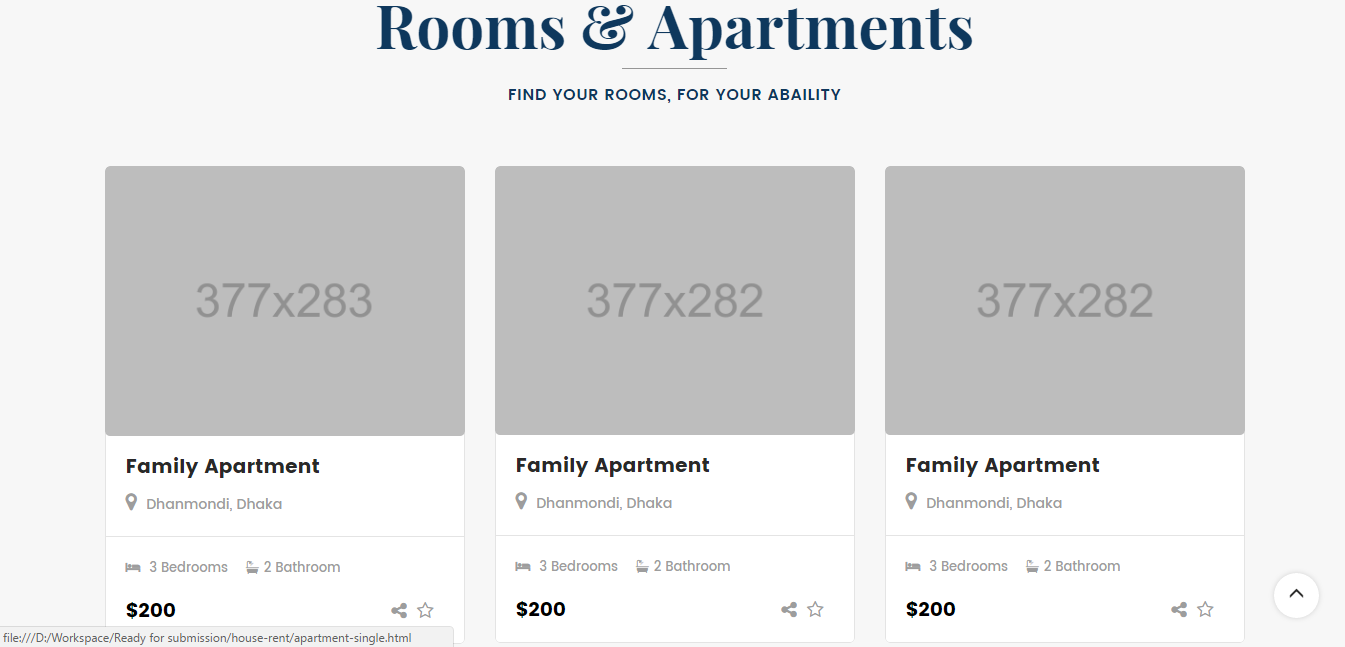 Rooms & Apartments
FIND YOUR ROOMS, FOR YOUR ABAILITY
377x283
Family Apartment
Dhanmondi, Dhaka
3 Bedrooms 2 Bathroom
$200
377x282
Family Apartment
Dhanmondi, Dhaka
3 Bedrooms 2 Bathroom
$200
377x282
Family Apartment
Dhanmondi, Dhaka
3 Bedrooms 2 Bathroom
$200
file:///D:/Workspace/Ready for submission/house-rent/apartment-single.html